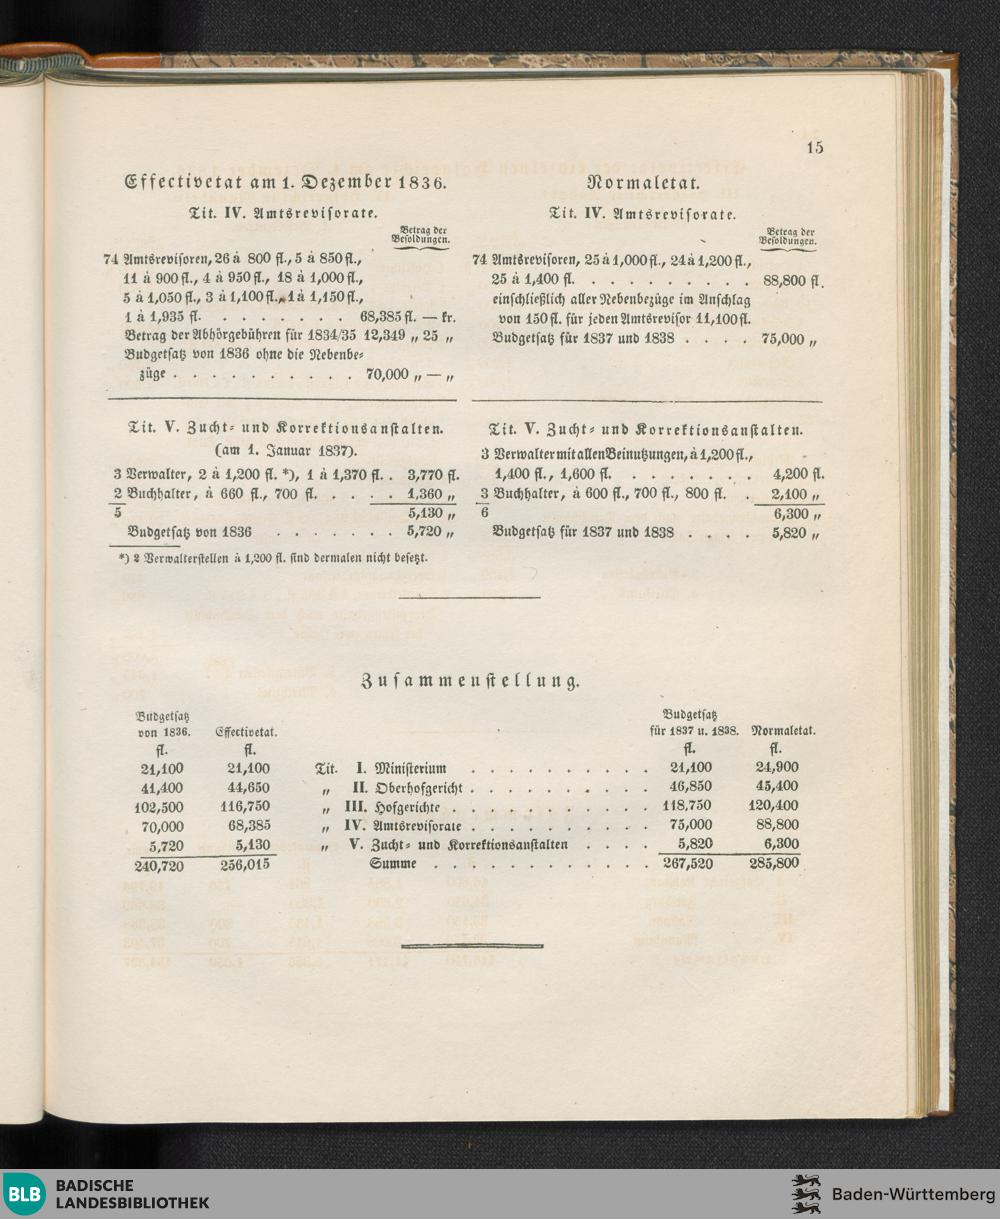 15
Effectivetat am 1. Dezember 1836.
Tit. IV. Amtsrevisorate.
Betrag der
Besoldungen.
74 Amtsrevisoren, 26 à 800 fl., 5 à 850 fl.,
11 à 900 fl., 4 à 950 fl., 18 à 1,000 fl.,
5 à 1,050 fl., 3 à 1,100 fl., 1 à 1,150 fl.,
1 à 1,935 fl. . . . . . . . 68,385 fl. — kr.
Betrag der Abhörgebühren für 1834/35 12,349 „ 25 „
Budgetsatz von 1836 ohne die Nebenbe-
züge . . . . . . . . . . 70,000 „ — „
Normaletat.
Tit. IV. Amtsrevisorate.
Betrag der
Besoldungen.
74 Amtsrevisoren, 25 à 1,000 fl., 24 à 1,200 fl.,
25 à 1,400 fl. . . . . . . . . . 88,800 fl.
einschließlich aller Nebenbezüge im Anschlag
von 150 fl. für jeden Amtsrevisor 11,100 fl.
Budgetsatz für 1837 und 1838 . . . . 75,000 „
Tit. V. Zucht- und Korrektionsanstalten.
(am 1. Januar 1837).
3 Verwalter, 2 à 1,200 fl. *), 1 à 1,370 fl. . 3,770 fl.
2 Buchhalter, à 660 fl., 700 fl. . . . . 1,360 „
5 5,130 „
Budgetsatz von 1836 . . . . . . . 5,720 „
*) 2 Verwalterstellen à 1,200 fl. sind dermalen nicht besetzt.
Tit. V. Zucht- und Korrektionsanstalten.
3 Verwalter mit allen Beinutzungen, à 1,200 fl.,
1,400 fl., 1,600 fl. . . . . . . . 4,200 fl.
3 Buchhalter, à 600 fl., 700 fl., 800 fl. . 2,100 „
6 6,300 „
Budgetsatz für 1837 und 1838 . . . . 5,820 „
Zusammenstellung.
Budgetsatz Budgetsatz
von 1836. Effectivetat. für 1837 u. 1838. Normaletat.
fl. fl. fl. fl.
21,100 21,100 Tit. I. Ministerium . . . . . . . . . . 21,100 24,900
41,400 44,650 „ II. Oberhofgericht . . . . . . . . . . 46,850 45,400
102,500 116,750 „ III. Hofgerichte . . . . . . . . . . . 118,750 120,400
70,000 68,385 „ IV. Amtsrevisorate . . . . . . . . . . 75,000 88,800
5,720 5,130 „ V. Zucht- und Korrektionsanstalten . . . . 5,820 6,300
240,720 256,015 Summe . . . . . . . . . . . . 267,520 285,800
BLB BADISCHE
LANDESBIBLIOTHEK
Baden-Württemberg